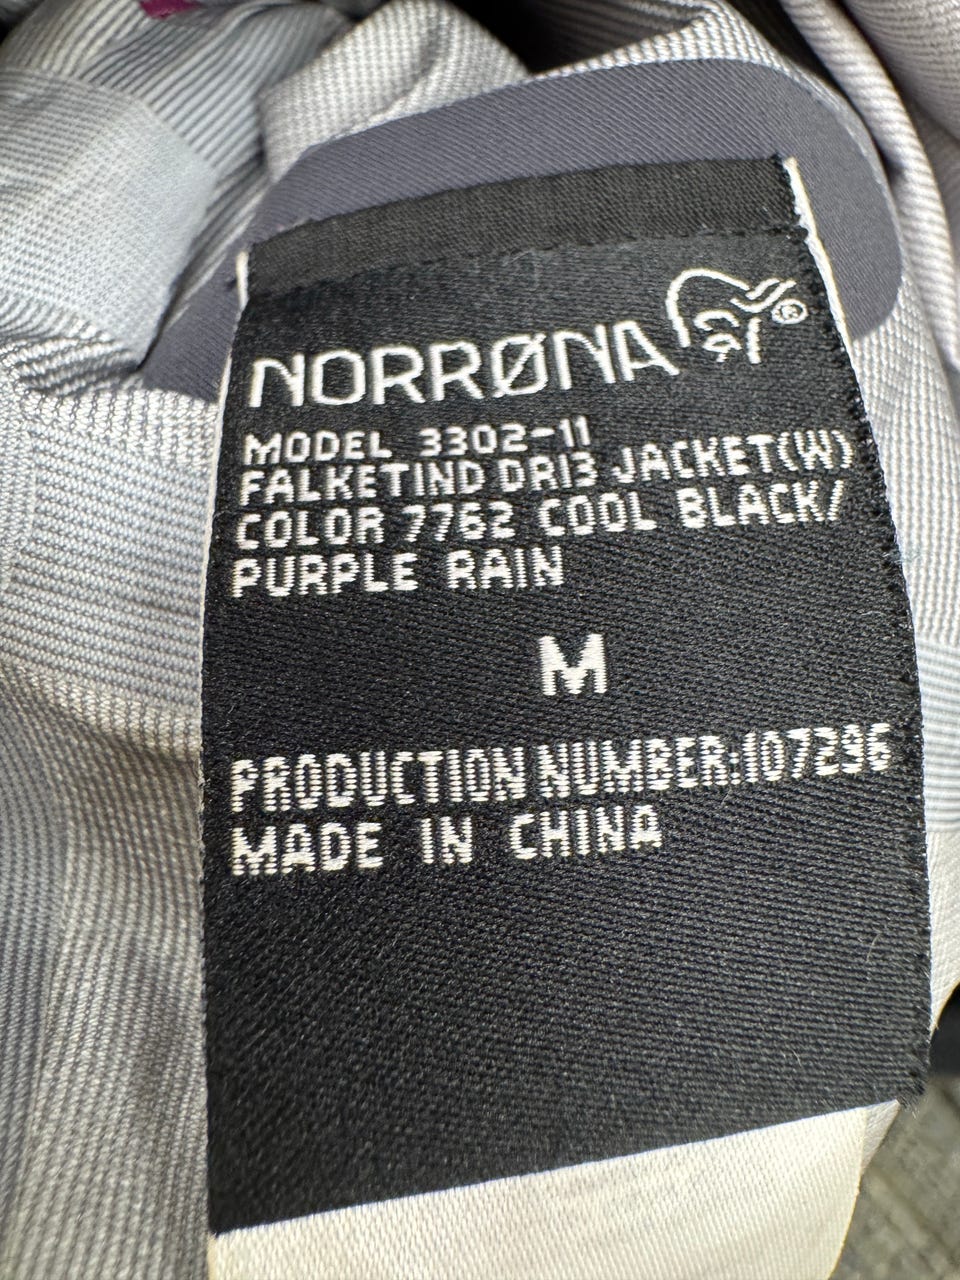 NORRØNA®
MODEL 3302-11
FALKETIND DRI3 JACKET(W)
COLOR 7762 COOL BLACK/
PURPLE RAIN
M
PRODUCTION NUMBER:107296
MADE IN CHINA